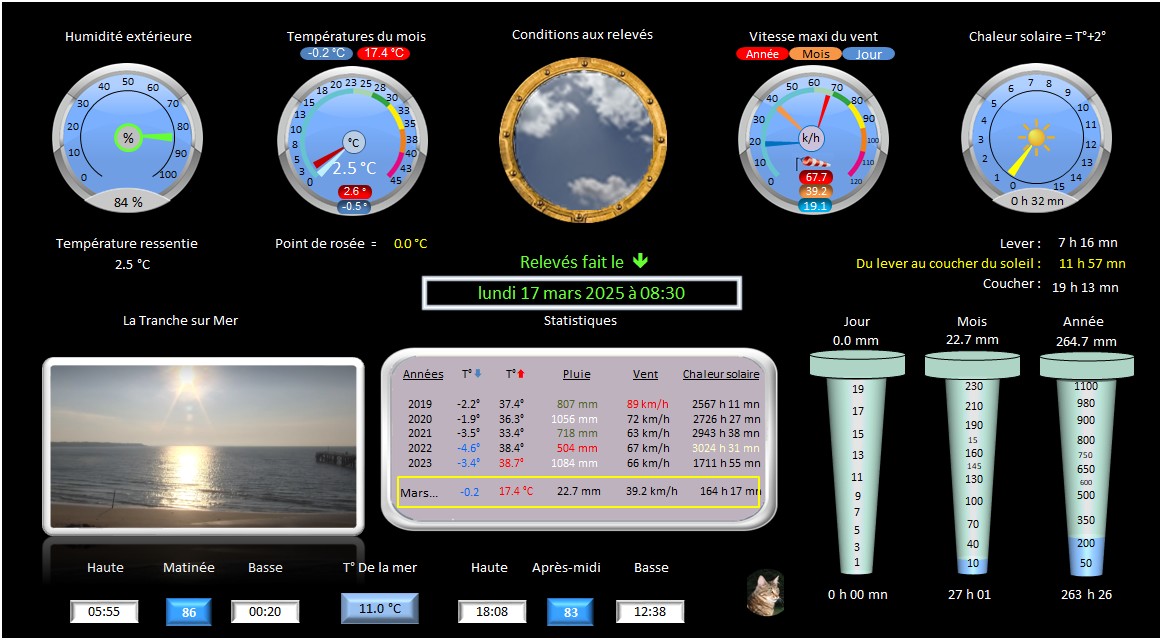 Humidité extérieure
Températures du mois
-0.2 °C 17.4 °C
Conditions aux relevés
Vitesse maxi du vent
Année Mois Jour
Chaleur solaire = T°+2°
0 10 20 30 40 50 60 70 80 90 100
%
84 %
0 3 5 8 10 13 15 18 20 23 25 28 30 33 35 38 40 43 45
°C
2.5 °C
2.6 °
-0.5 °
0 10 20 30 40 50 60 70 80 90 100 110 120
k/h
67.7
39.2
19.1
0 1 2 3 4 5 6 7 8 9 10 11 12 13 14 15
0 h 32 mn
Température ressentie
2.5 °C
Point de rosée = 0.0 °C
Relevés fait le
lundi 17 mars 2025 à 08:30
Lever : 7 h 16 mn
Du lever au coucher du soleil : 11 h 57 mn
Coucher : 19 h 13 mn
La Tranche sur Mer
Statistiques
Années T° T° Pluie Vent Chaleur solaire
2019 -2.2° 37.4° 807 mm 89 km/h 2567 h 11 mn
2020 -1.9° 36.3° 1056 mm 72 km/h 2726 h 27 mn
2021 -3.5° 33.4° 718 mm 63 km/h 2943 h 38 mn
2022 -4.6° 38.4° 504 mm 67 km/h 3024 h 31 mn
2023 -3.4° 38.7° 1084 mm 66 km/h 1711 h 55 mn
Mars... -0.2 17.4 °C 22.7 mm 39.2 km/h 164 h 17 mn
Jour
0.0 mm
19
17
15
13
11
9
7
5
3
1
0 h 00 mn
Mois
22.7 mm
230
210
190
15
160
145
130
100
70
40
10
27 h 01
Année
264.7 mm
1100
980
900
800
750
650
600
500
350
200
50
263 h 26
Haute Matinée Basse
05:55 86 00:20
T° De la mer
11.0 °C
Haute Après-midi Basse
18:08 83 12:38